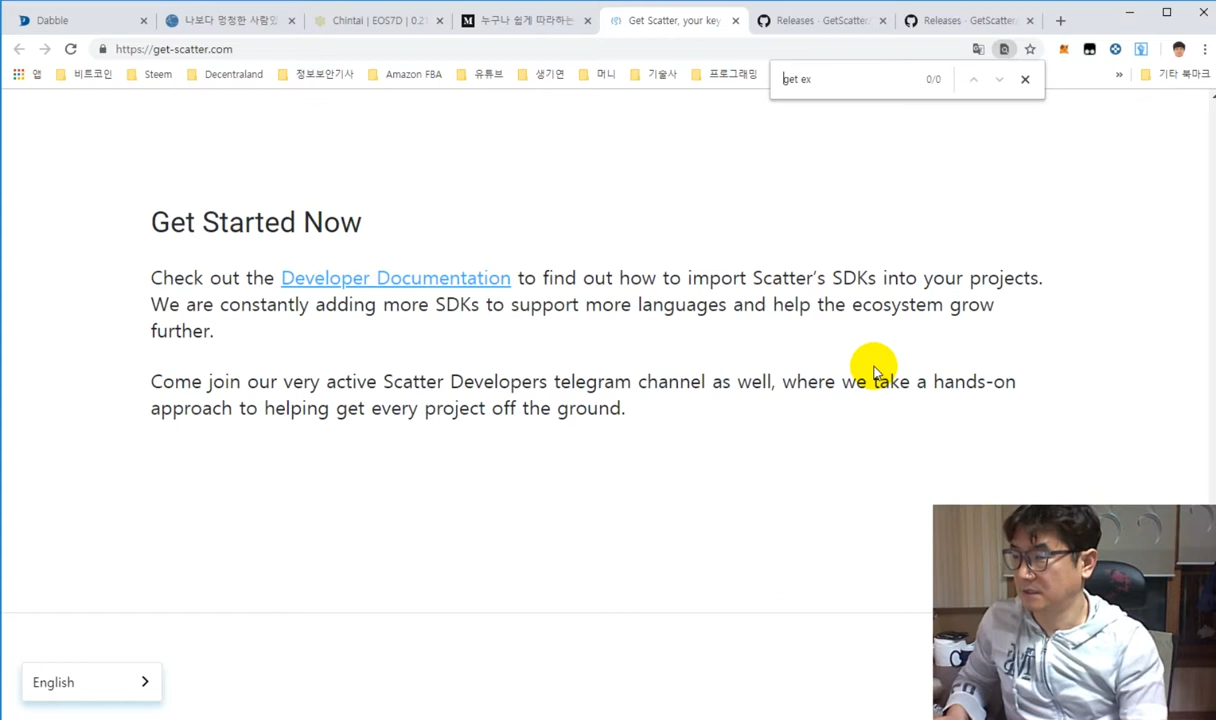 Dabble
나보다 멍청한 사람있
Chintai | EOS7D | 0.21
누구나 쉽게 따라하는
Get Scatter, your key
Releases · GetScatter/
Releases · GetScatter/
https://get-scatter.com
앱
비트코인
Steem
Decentraland
정보보안기사
Amazon FBA
유튜브
생기연
머니
기술사
프로그래밍
»
기타 북마크
get ex
0/0
Get Started Now
Check out the Developer Documentation to find out how to import Scatter's SDKs into your projects.
We are constantly adding more SDKs to support more languages and help the ecosystem grow
further.
Come join our very active Scatter Developers telegram channel as well, where we take a hands-on
approach to helping get every project off the ground.
English